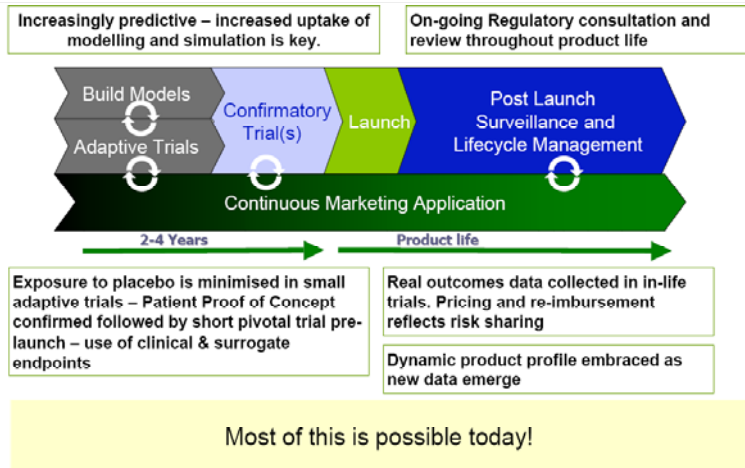 Increasingly predictive – increased uptake of
modelling and simulation is key.
On-going Regulatory consultation and
review throughout product life
Build Models
Adaptive Trials
Confirmatory
Trial(s)
Launch
Post Launch
Surveillance and
Lifecycle Management
Continuous Marketing Application
2-4 Years
Product life
Exposure to placebo is minimised in small
adaptive trials – Patient Proof of Concept
confirmed followed by short pivotal trial pre-
launch – use of clinical & surrogate
endpoints
Real outcomes data collected in in-life
trials. Pricing and re-imbursement
reflects risk sharing
Dynamic product profile embraced as
new data emerge
Most of this is possible today!